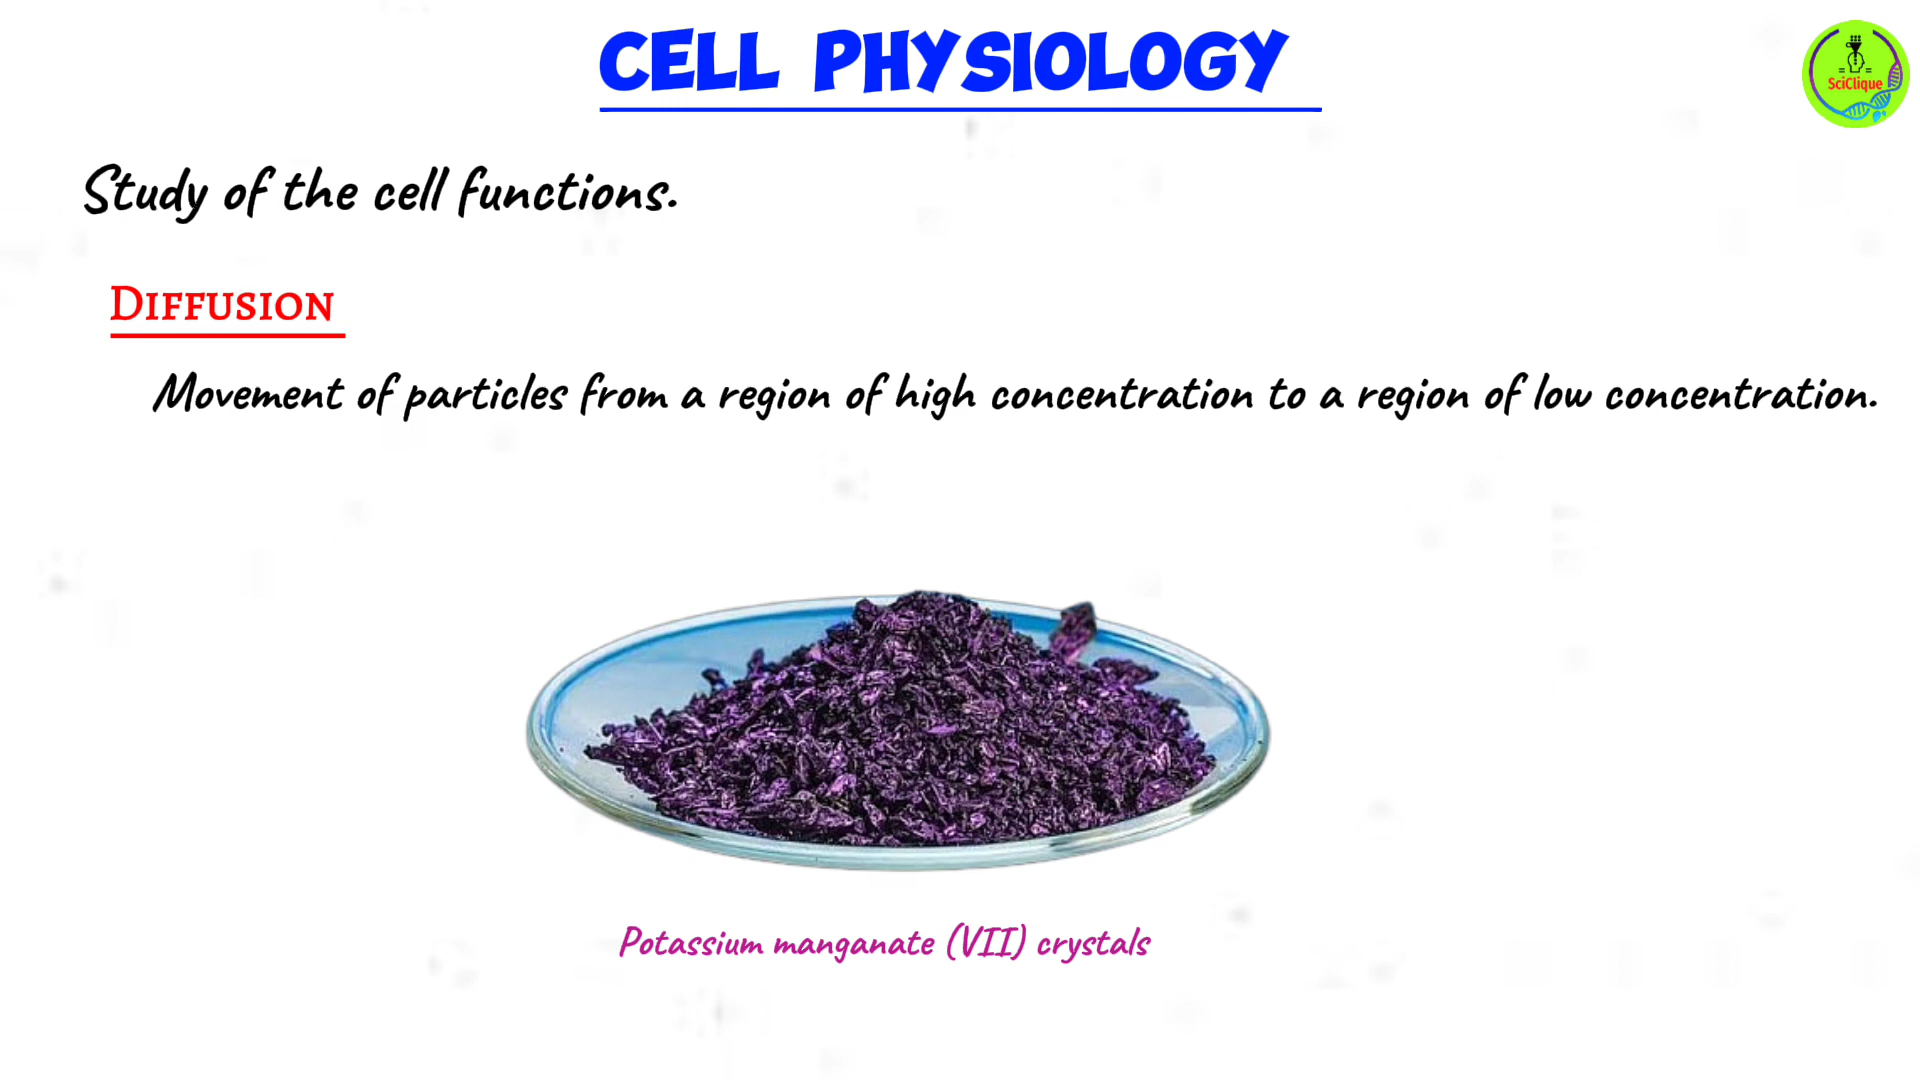 CELL PHYSIOLOGY
SciClique
Study of the cell functions.
DIFFUSION
Movement of particles from a region of high concentration to a region of low concentration.
Potassium manganate (VII) crystals